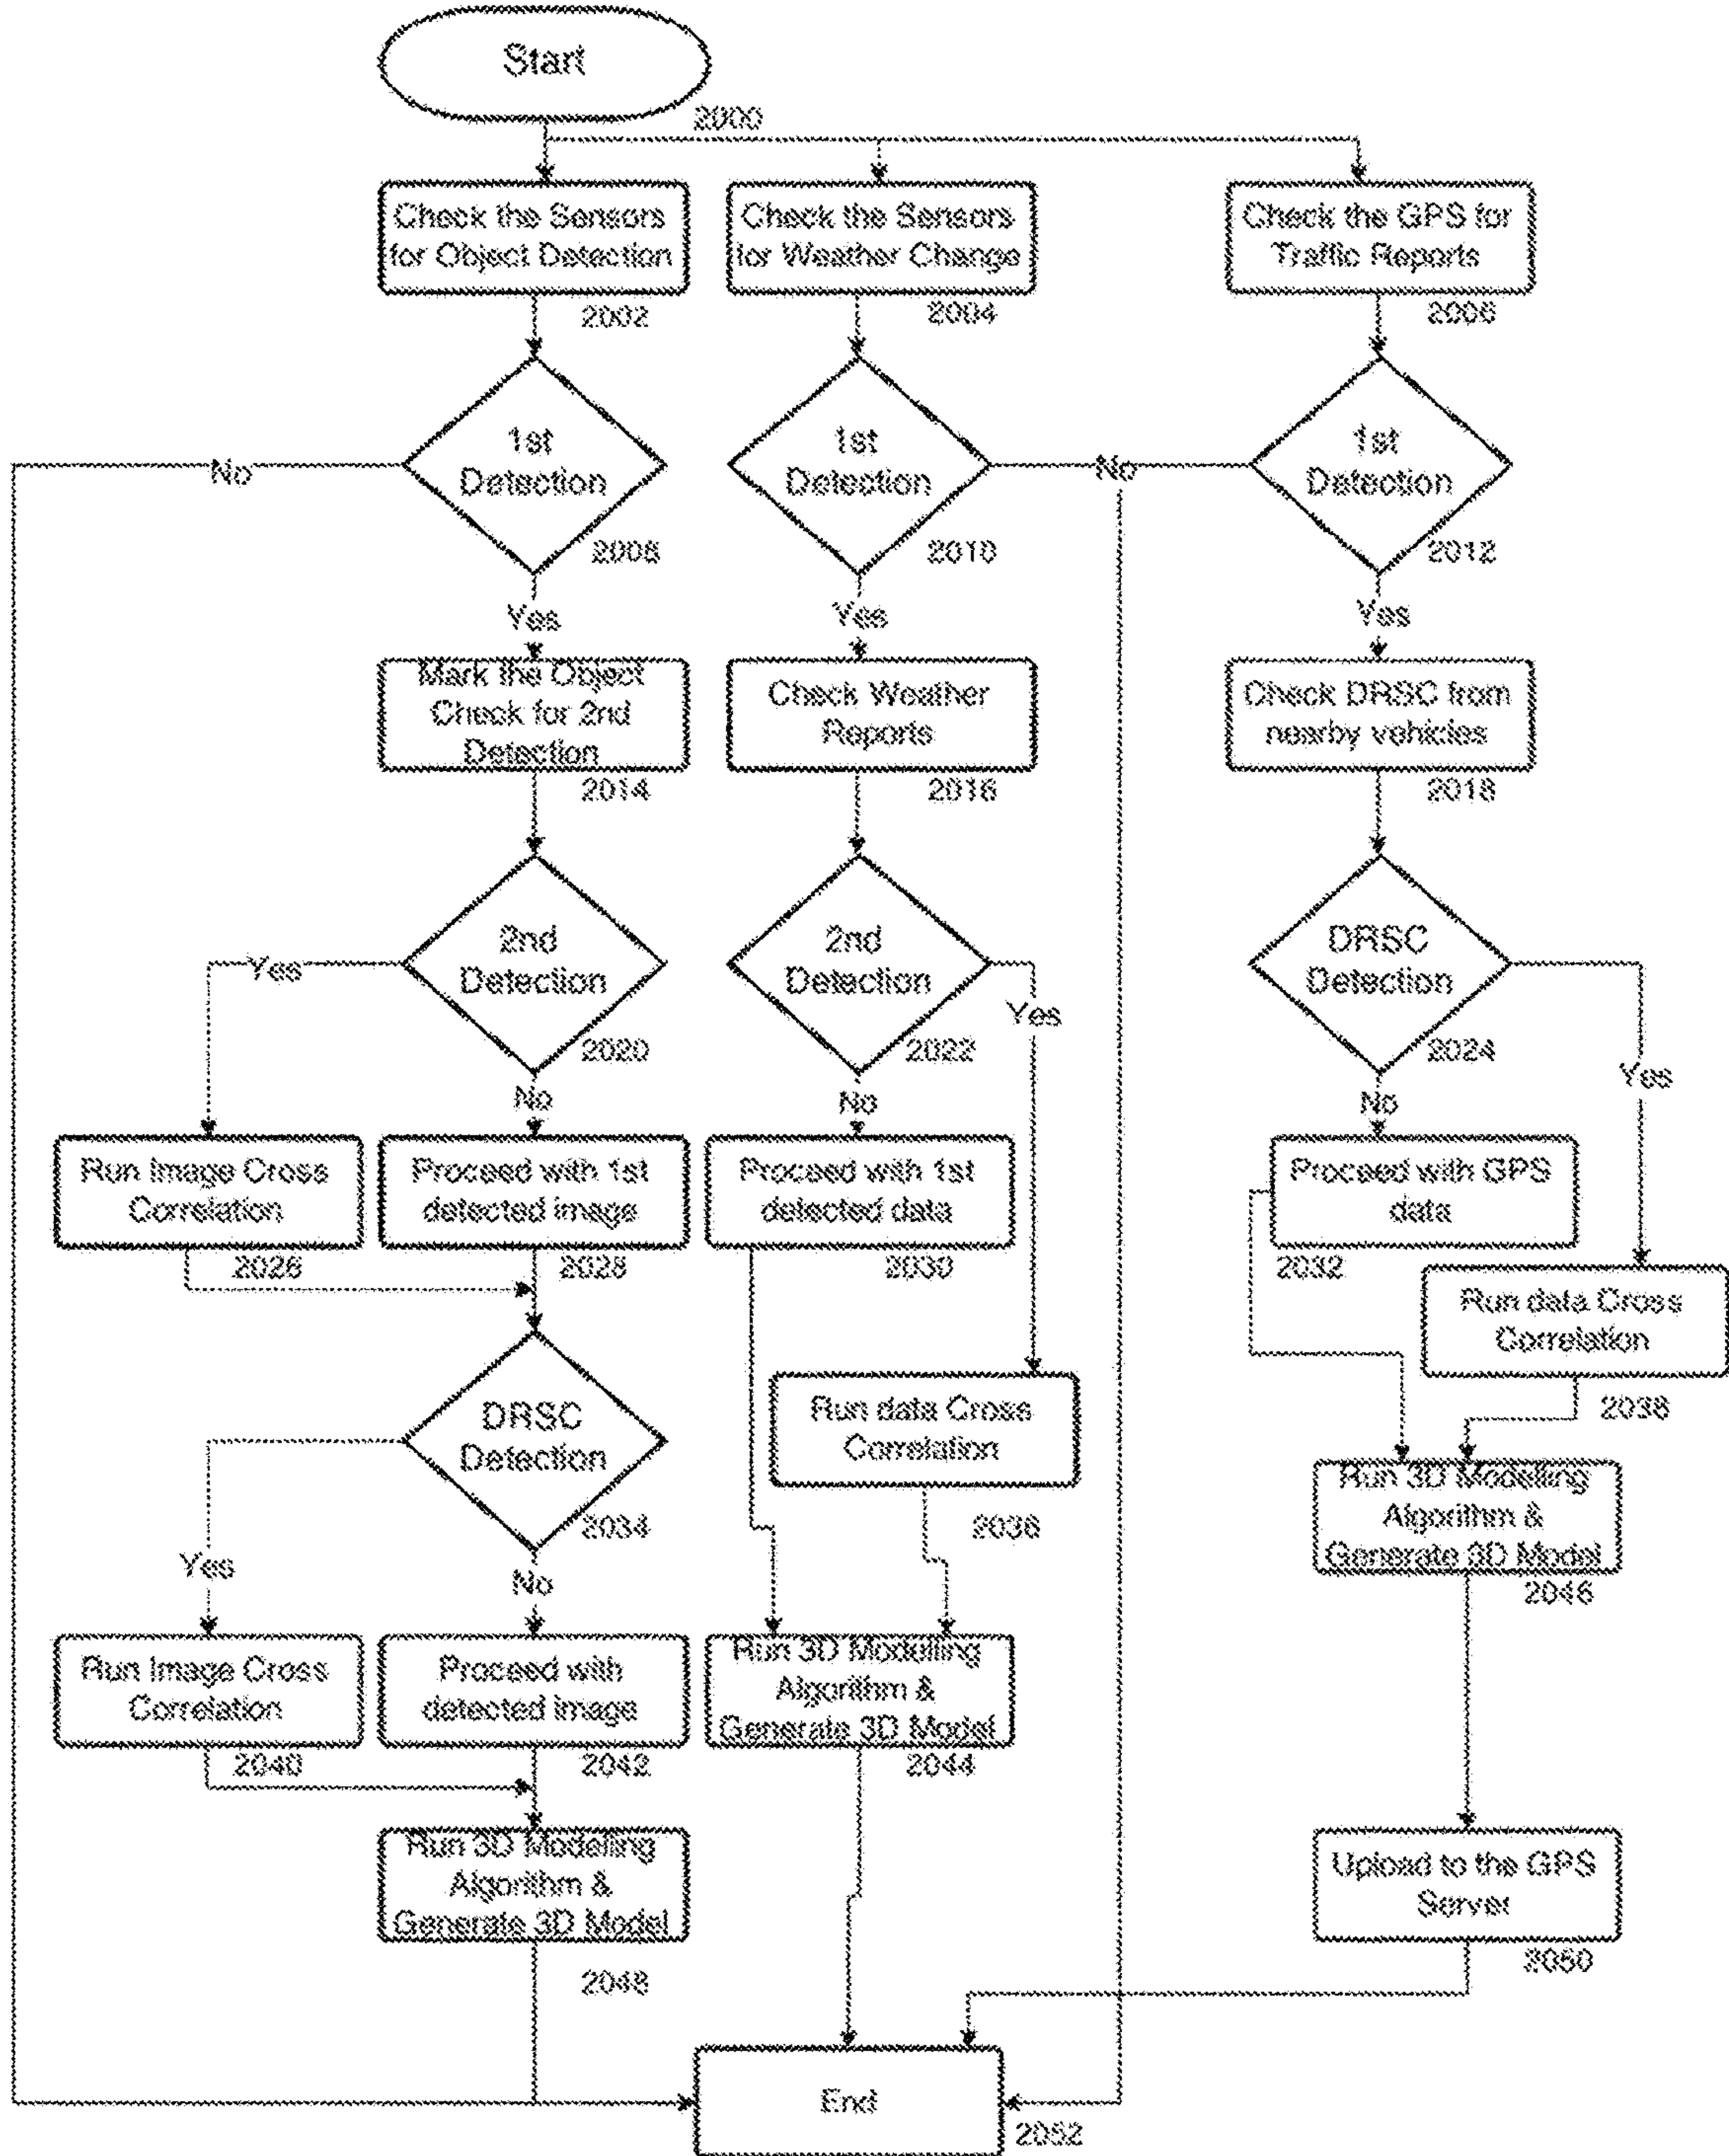 Start
2000
Check the Sensors
for Object Detection
2002
Check the Sensors
for Weather Change
2004
Check the GPS for
Traffic Reports
2006
1st
Detection
2008
No
1st
Detection
2010
No
1st
Detection
2012
Yes
Yes
Yes
Mark the Object
Check for 2nd
Detection
2014
Check Weather
Reports
2016
Check DRSC from
nearby vehicles
2018
2nd
Detection
2020
Yes
2nd
Detection
2022
Yes
DRSC
Detection
2024
Yes
No
No
No
Run Image Cross
Correlation
2026
Proceed with 1st
detected image
2028
Proceed with 1st
detected data
2030
Proceed with GPS
data
2032
Run data Cross
Correlation
2038
DRSC
Detection
2034
Run data Cross
Correlation
2036
Run 3D Modelling
Algorithm &
Generate 3D Model
2046
Yes
No
Run Image Cross
Correlation
2040
Proceed with
detected image
2042
Run 3D Modelling
Algorithm &
Generate 3D Model
2044
Run 3D Modelling
Algorithm &
Generate 3D Model
2048
Upload to the GPS
Server
2050
End
2052